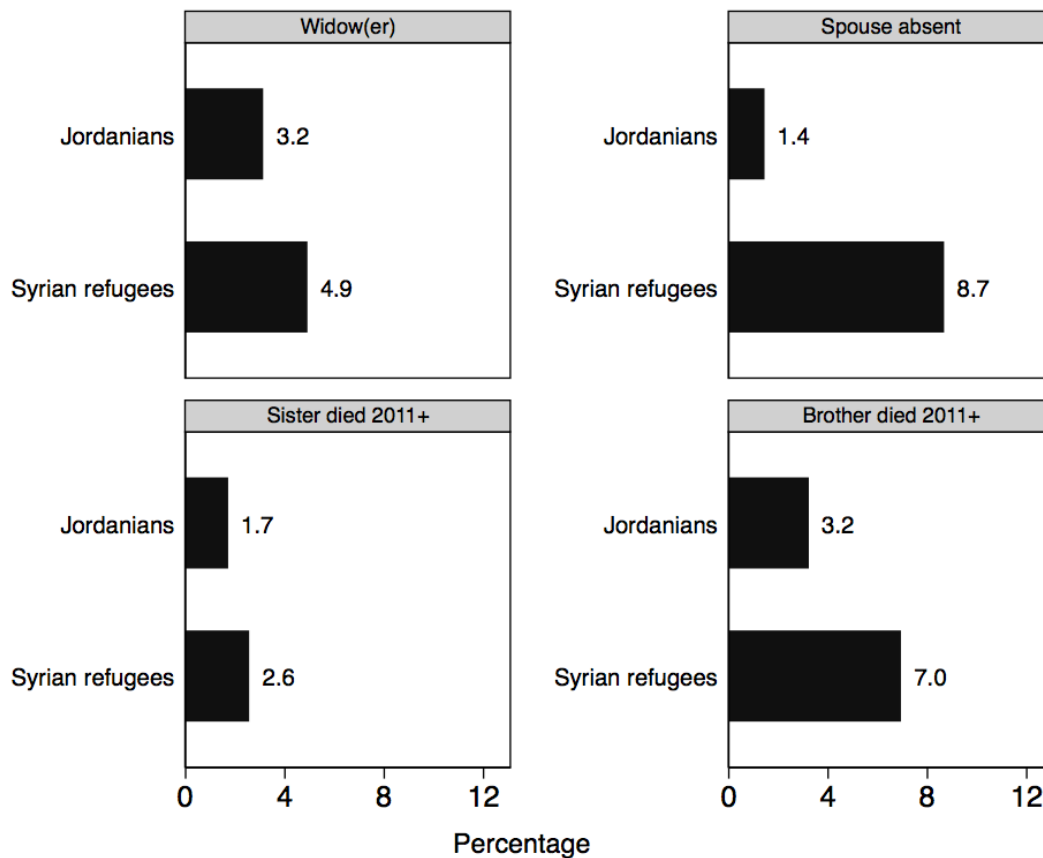 Widow(er)
Jordanians 3.2
Syrian refugees 4.9
Spouse absent
Jordanians 1.4
Syrian refugees 8.7
Sister died 2011+
Jordanians 1.7
Syrian refugees 2.6
0 4 8 12
Brother died 2011+
Jordanians 3.2
Syrian refugees 7.0
0 4 8 12
Percentage